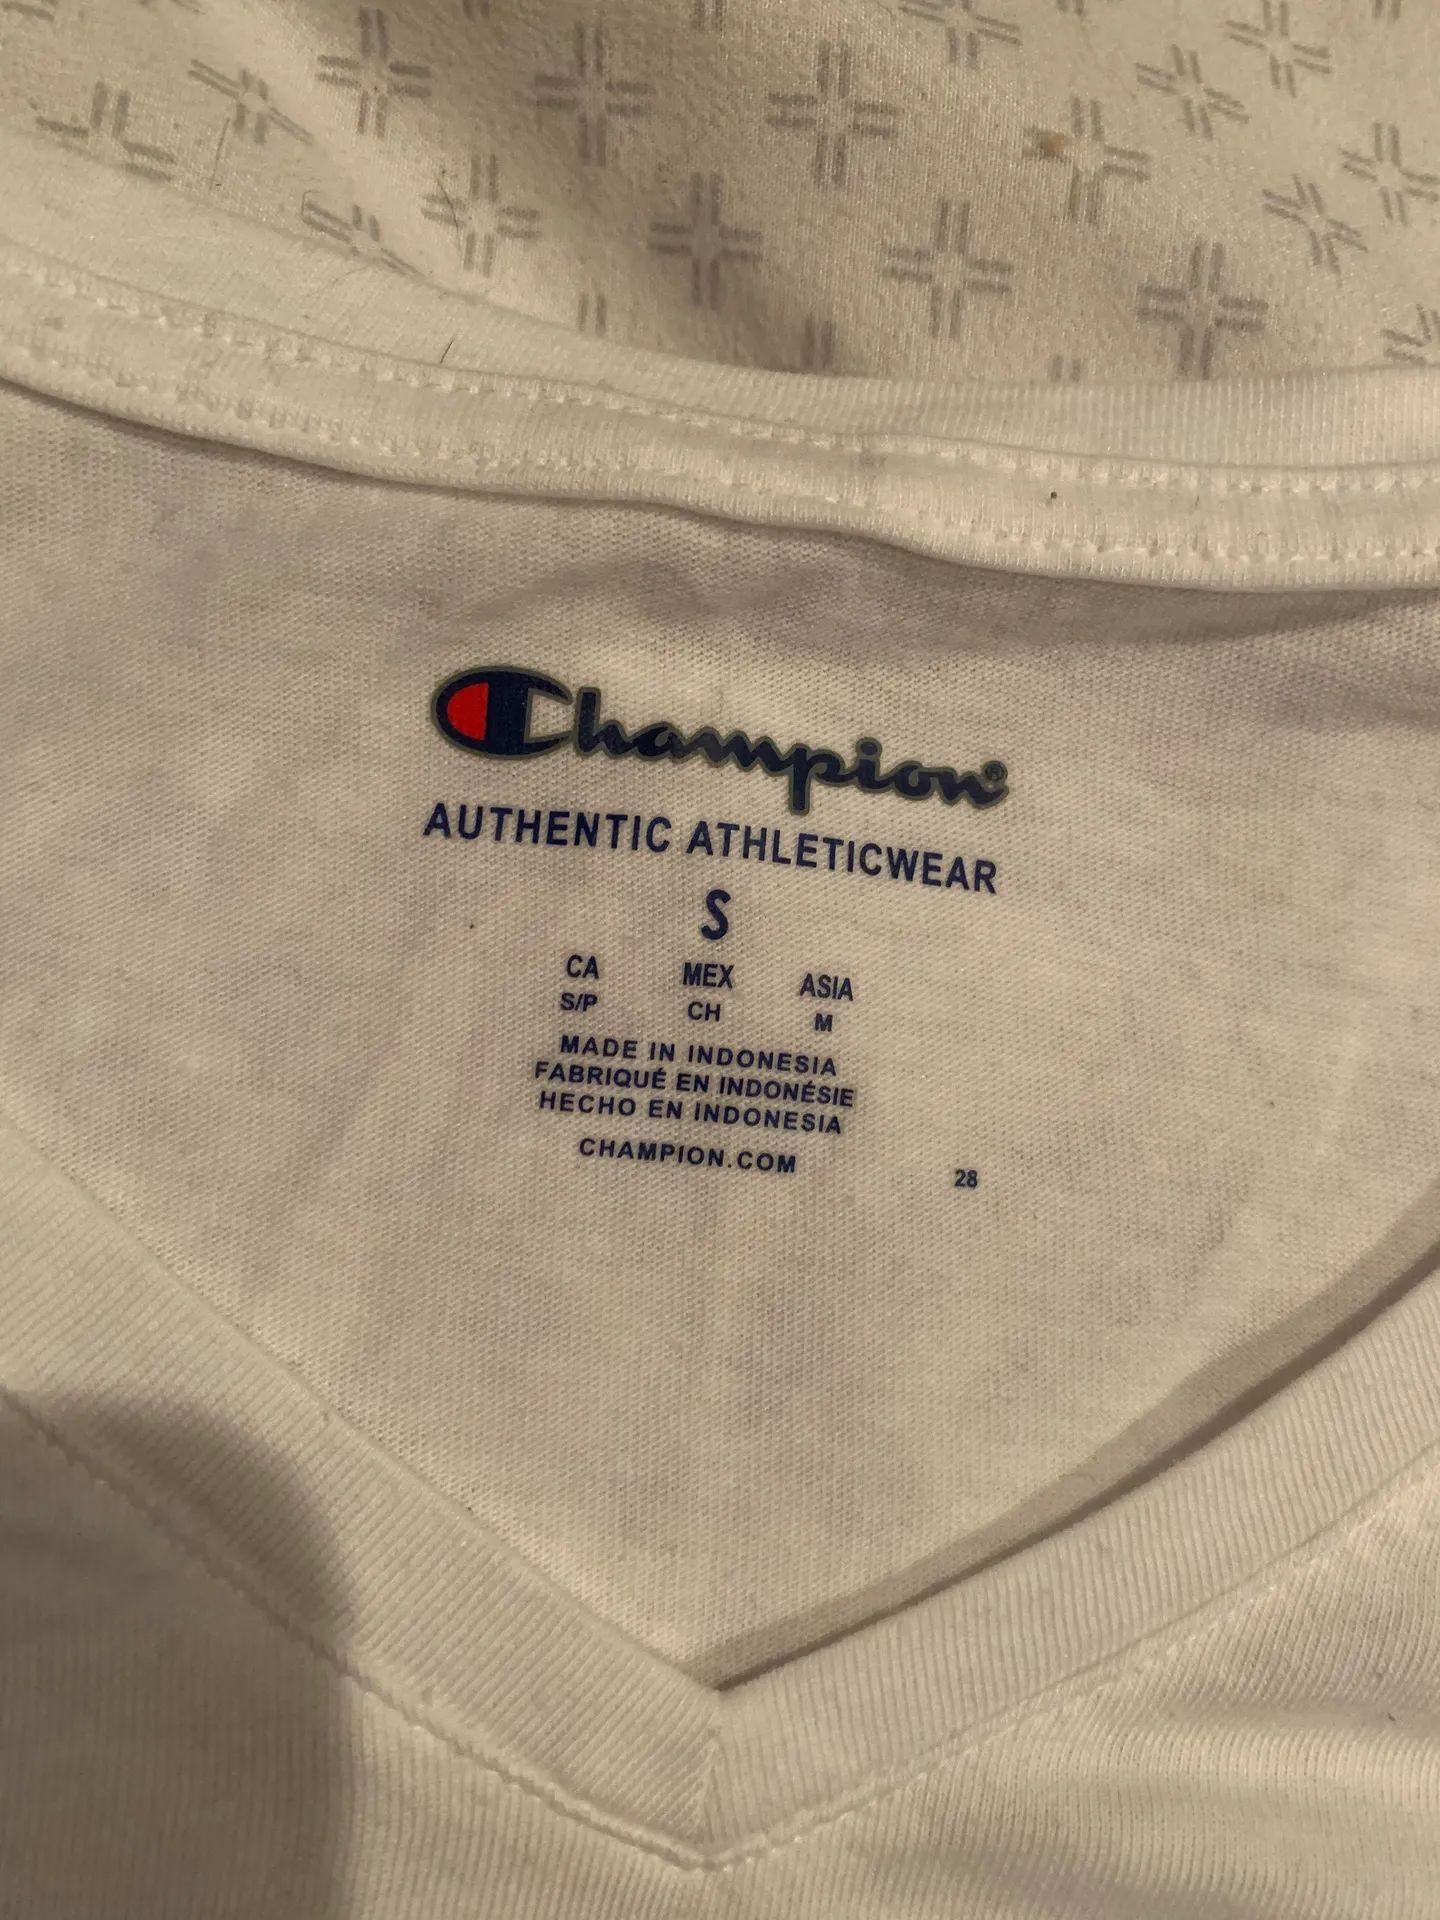 Champion®
AUTHENTIC ATHLETICWEAR
S
CA MEX ASIA
S/P CH M
MADE IN INDONESIA
FABRIQUÉ EN INDONÉSIE
HECHO EN INDONESIA
CHAMPION.COM
28